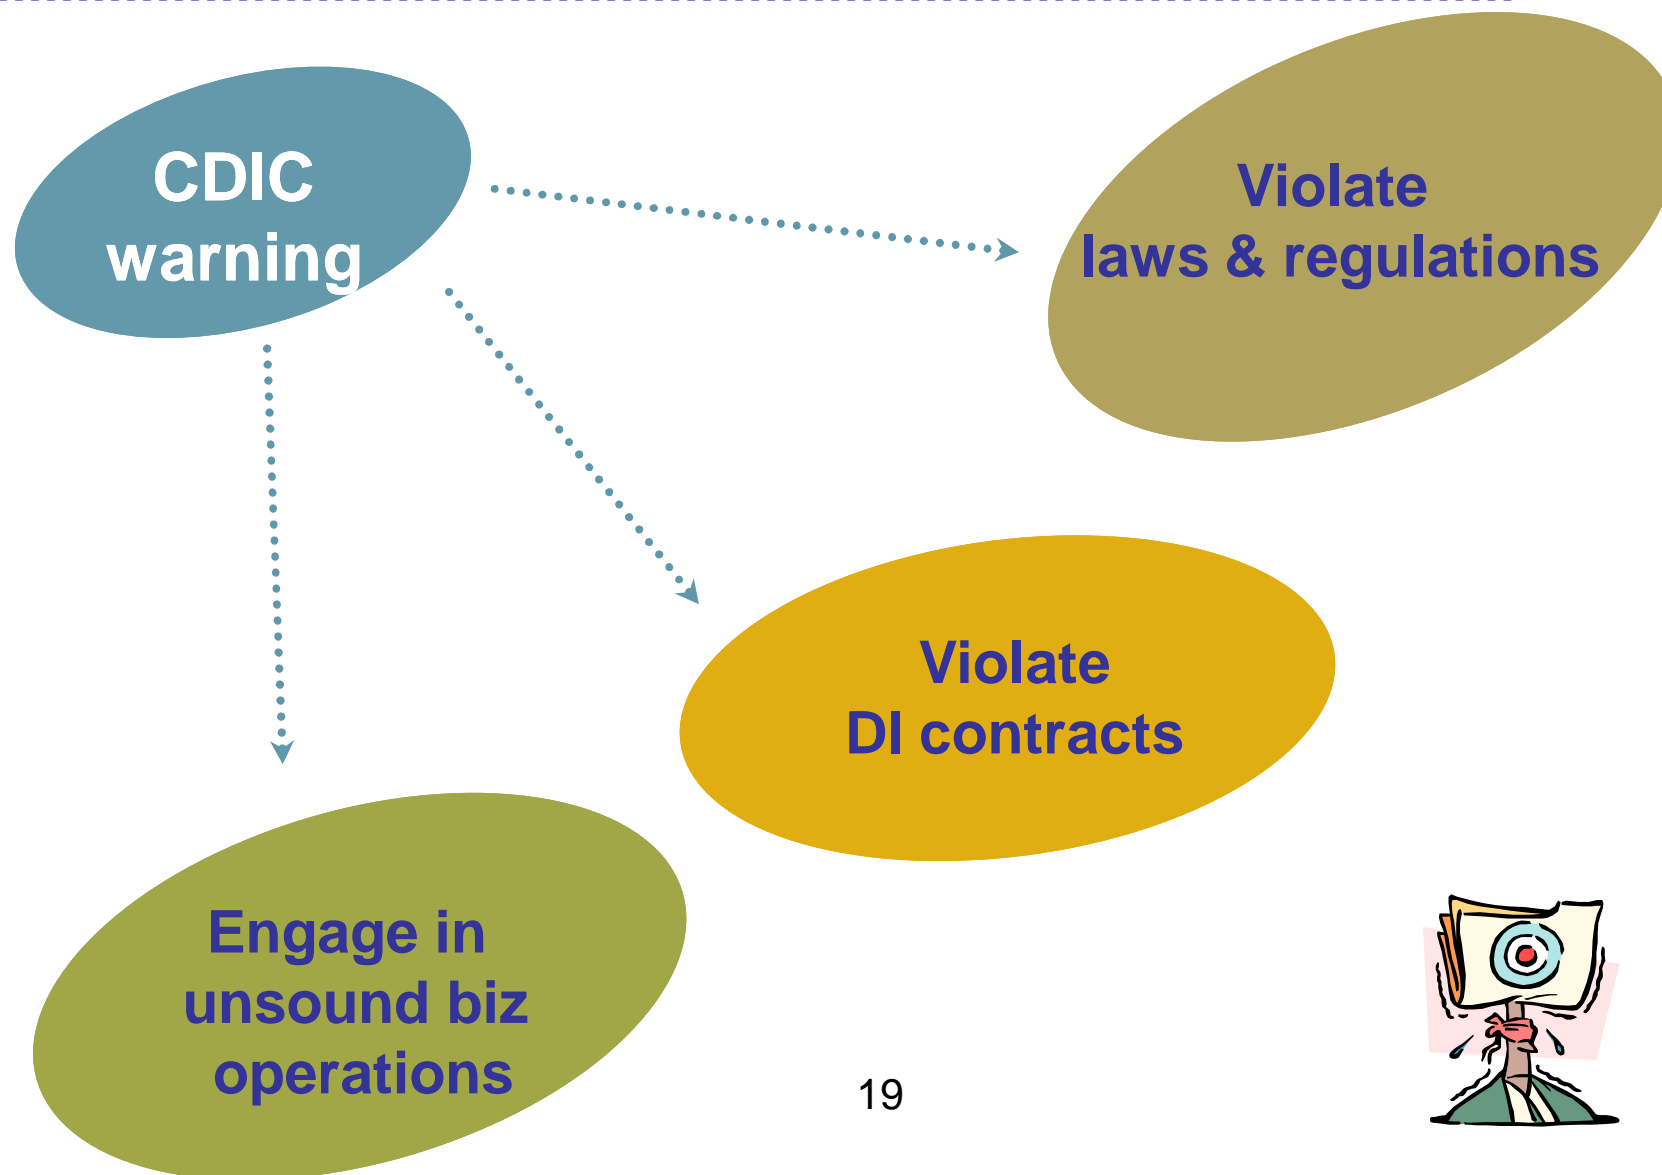 CDIC
warning
Violate
laws & regulations
Violate
DI contracts
Engage in
unsound biz
operations
19